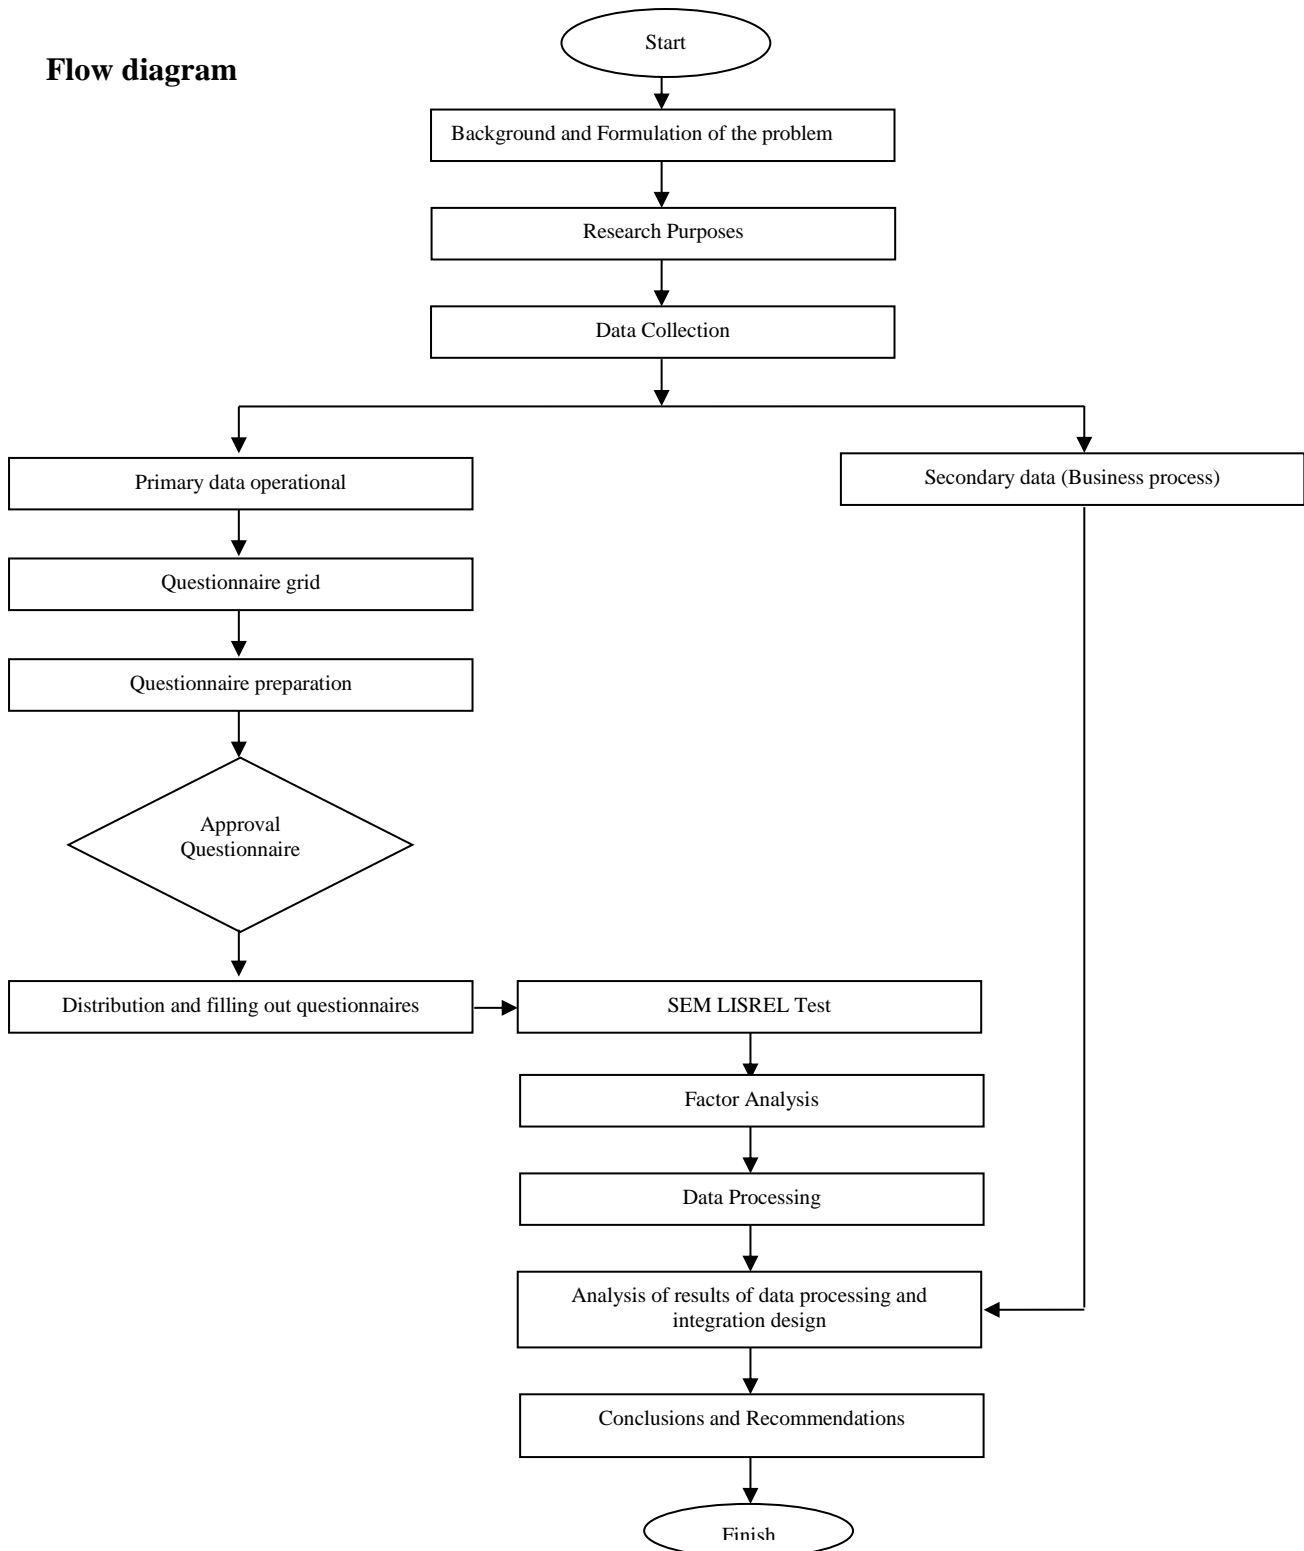 Start
Flow diagram
Background and Formulation of the problem
Research Purposes
Data Collection
Primary data operational
Secondary data (Business process)
Questionnaire grid
Questionnaire preparation
Approval
Questionnaire
Distribution and filling out questionnaires
SEM LISREL Test
Factor Analysis
Data Processing
Analysis of results of data processing and
integration design
Conclusions and Recommendations
Finish